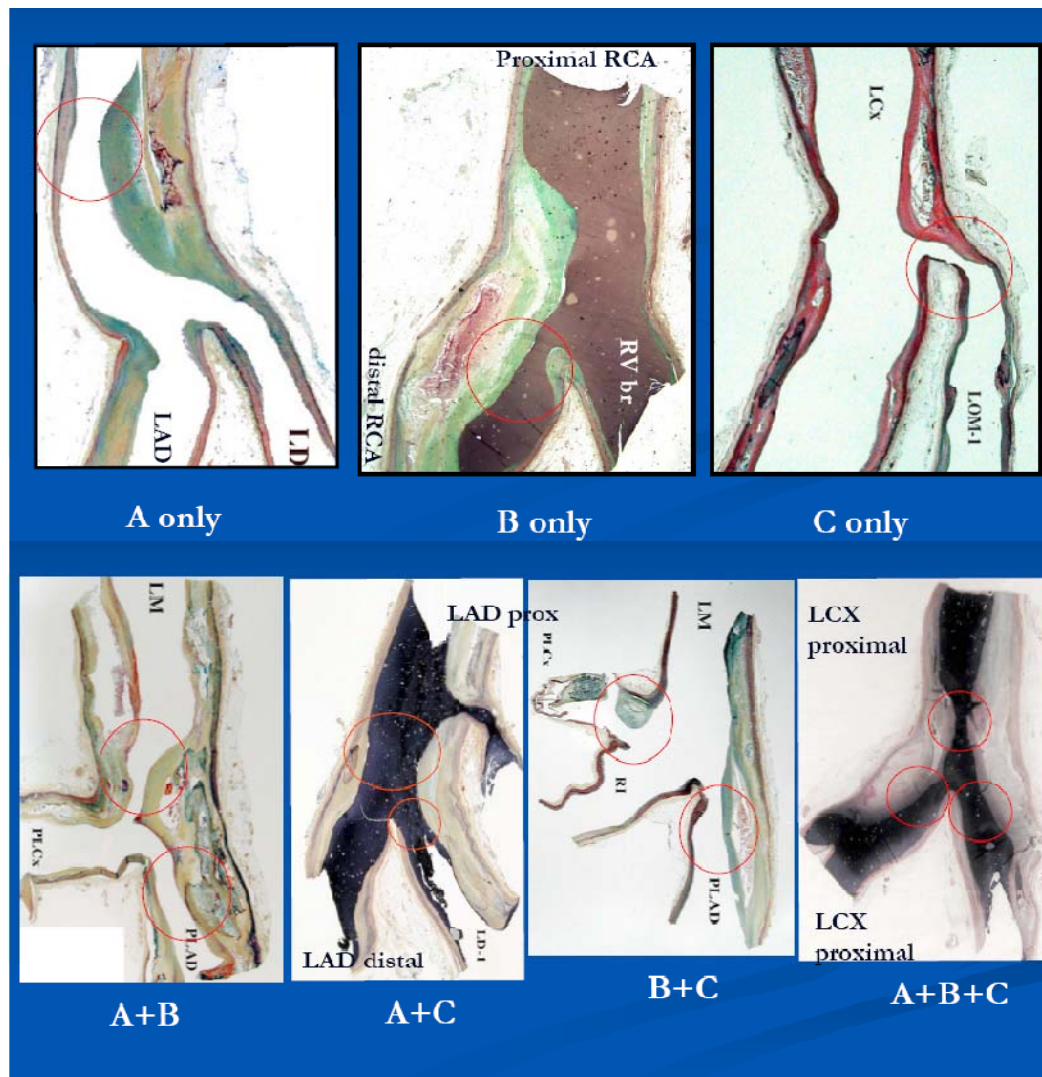 LAD
LD
A only
Proximal RCA
distal RCA
RV br
B only
LCx
LOM-1
C only
LM
PLCx
PLAD
A+B
LAD prox
LAD distal
LD-1
A+C
LM
PLCx
RI
PLAD
B+C
LCX
proximal
LCX
proximal
A+B+C